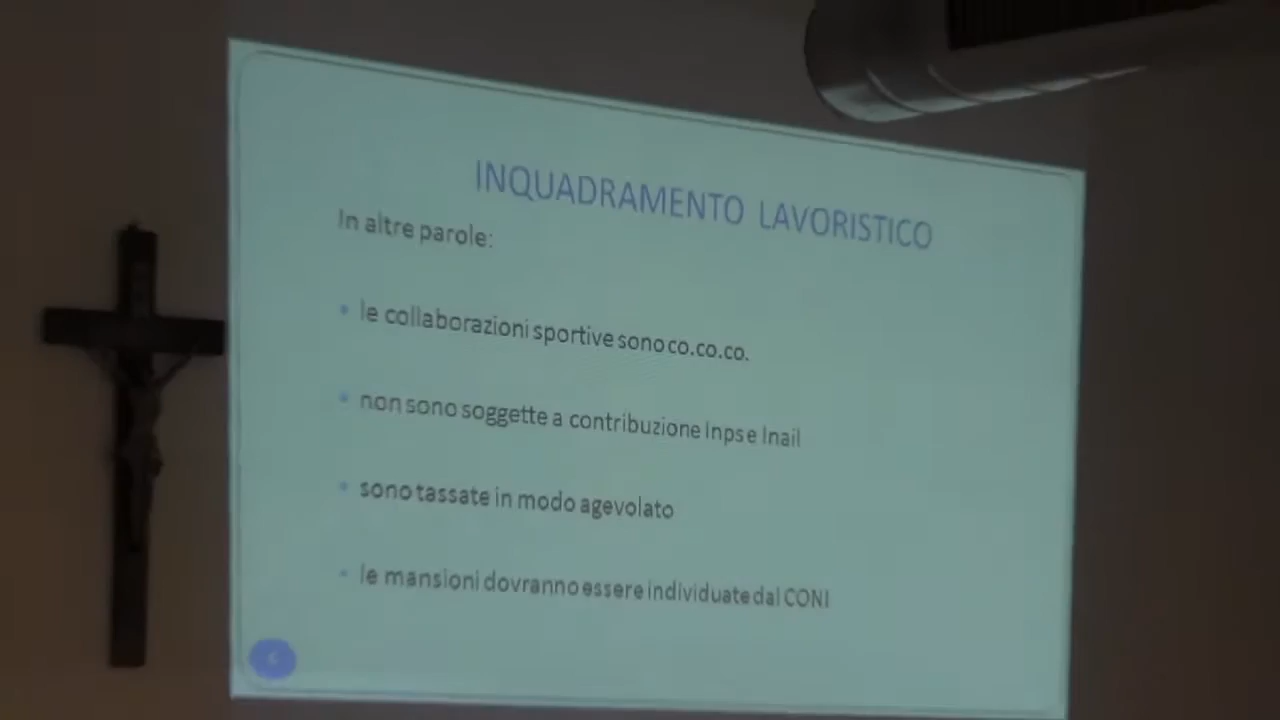 INQUADRAMENTO LAVORISTICO
In altre parole:
• le collaborazioni sportive sono co.co.co.
• non sono soggette a contribuzione Inps e Inail
• sono tassate in modo agevolato
• le mansioni dovranno essere individuate dal CONI